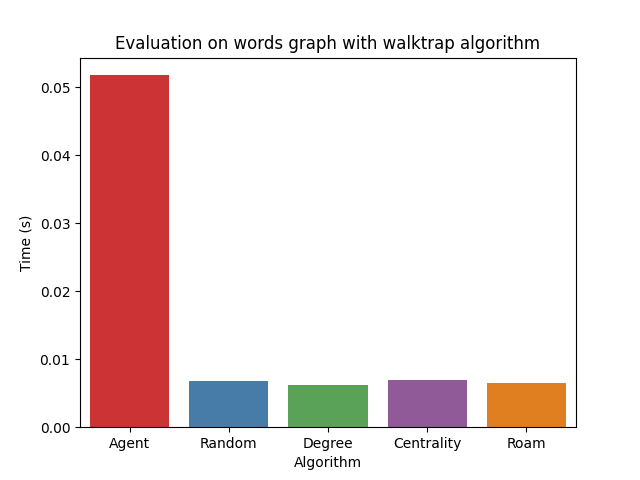 Evaluation on words graph with walktrap algorithm
0.05
0.04
0.03
0.02
0.01
0.00
Time (s)
Agent Random Degree Centrality Roam
Algorithm